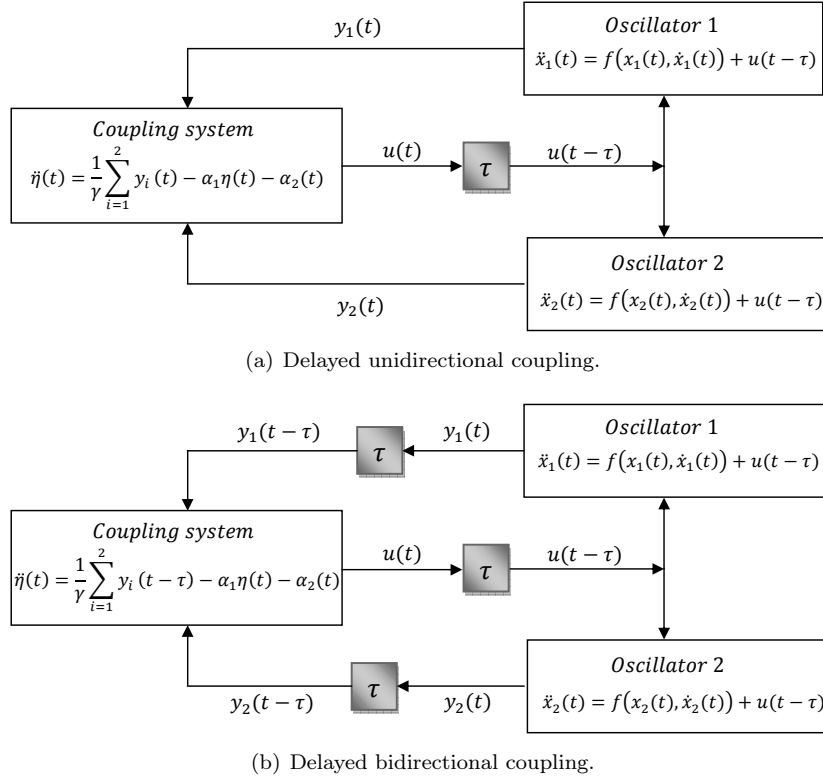 y₁(t)
Oscillator 1
ẍ₁(t) = f(x₁(t), ẋ₁(t)) + u(t − τ)
Coupling system
η̈(t) = 1/γ ∑_{i=1}^{2} yᵢ (t) − α₁η(t) − α₂(t)
u(t)
τ
u(t − τ)
Oscillator 2
ẍ₂(t) = f(x₂(t), ẋ₂(t)) + u(t − τ)
y₂(t)
(a) Delayed unidirectional coupling.
y₁(t − τ)
τ
y₁(t)
Oscillator 1
ẍ₁(t) = f(x₁(t), ẋ₁(t)) + u(t − τ)
Coupling system
η̈(t) = 1/γ ∑_{i=1}^{2} yᵢ (t − τ) − α₁η(t) − α₂(t)
u(t)
τ
u(t − τ)
Oscillator 2
ẍ₂(t) = f(x₂(t), ẋ₂(t)) + u(t − τ)
y₂(t − τ)
τ
y₂(t)
(b) Delayed bidirectional coupling.